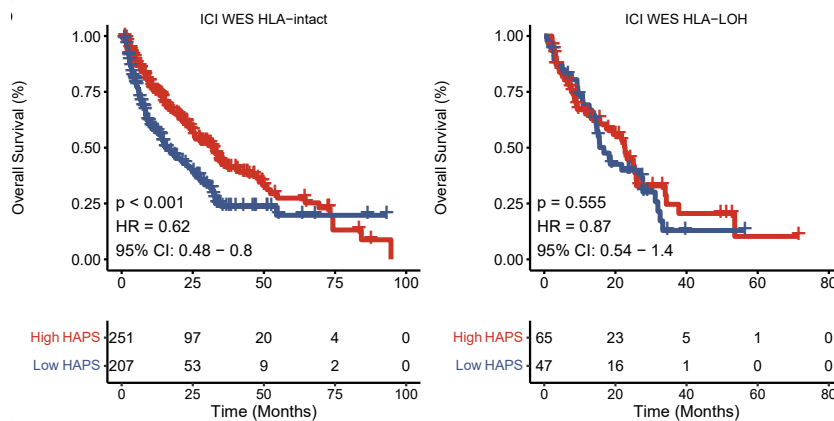 ICI WES HLA−intact
Overall Survival (%)
1.00
0.75
0.50
0.25
0.00
p < 0.001
HR = 0.62
95% CI: 0.48 − 0.8
0 25 50 75 100
High HAPS 251 97 20 4 0
Low HAPS 207 53 9 2 0
0 25 50 75 100
Time (Months)
ICI WES HLA−LOH
Overall Survival (%)
1.00
0.75
0.50
0.25
0.00
p = 0.555
HR = 0.87
95% CI: 0.54 − 1.4
0 20 40 60 80
High HAPS 65 23 5 1 0
Low HAPS 47 16 1 0 0
0 20 40 60 80
Time (Months)